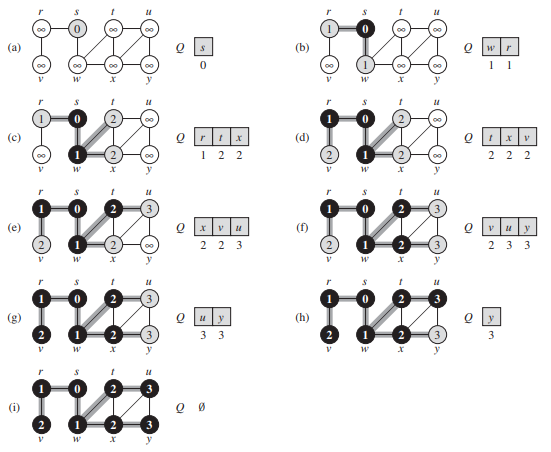 r s t u r s t u
(a) ∞ 0 ∞ ∞ Q s (b) 1 0 ∞ ∞ Q w r
∞ ∞ ∞ ∞ 0 ∞ 1 ∞ ∞ 1 1
v w x y v w x y
r s t u r s t u
(c) 1 0 2 ∞ Q r t x (d) 1 0 2 ∞ Q t x v
∞ 1 2 ∞ 1 2 2 2 1 2 ∞ 2 2 2
v w x y v w x y
r s t u r s t u
(e) 1 0 2 3 Q x v u (f) 1 0 2 3 Q v u y
2 1 2 ∞ 2 2 3 2 1 2 3 2 3 3
v w x y v w x y
r s t u r s t u
(g) 1 0 2 3 Q u y (h) 1 0 2 3 Q y
2 1 2 3 3 3 2 1 2 3 3
v w x y v w x y
r s t u
(i) 1 0 2 3 Q ∅
2 1 2 3
v w x y